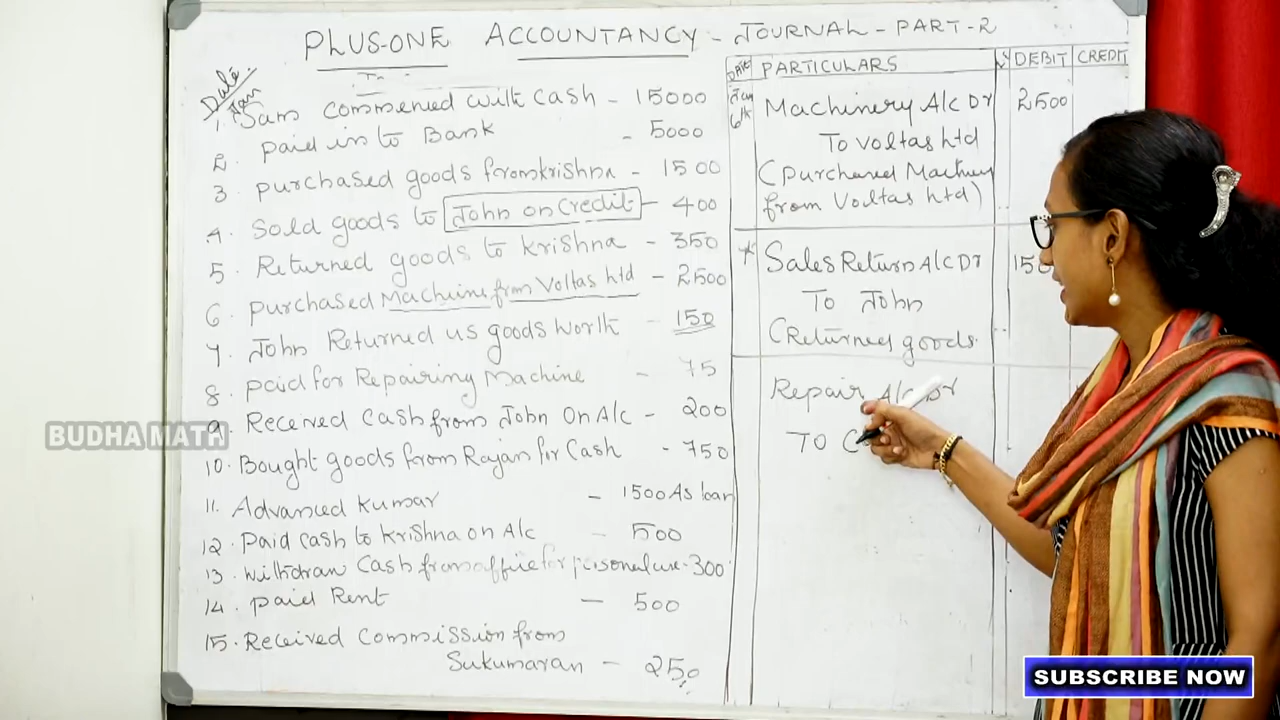 PLUS-ONE ACCOUNTANCY - JOURNAL - PART-2
Date
Jan
1. Sam commenied with cash - 15000
2. paid in to Bank - 5000
3 purchased goods from krishna - 1500
4. Sold goods to John on Credit - 400
5. Returned goods to krishna - 350
6. purchased Machine from Voltas ltd - 2500
7. John Returned us goods worth - 150
8. paid for Repairing Machine - 75
9. Received cash from John On A/c - 200
10. Bought goods from Rajan for Cash - 750
11. Advanced kumar - 1500 As loan
12. paid cash to krishna on A/c - 500
13. withdran Cash from office for personal use - 300
14. paid Rent - 500
15. Received Commission from
Sukumaran - 250
DATE PARTICULARS DEBIT CREDIT
Jan
6th Machinery A/c Dr 2500
To Voltas ltd
(purchased Machinery
from Voltas ltd)
Sales Return A/c Dr 150
To John
(Returned goods
Repair A/c Dr
TO C
BUDHA MATH
SUBSCRIBE NOW